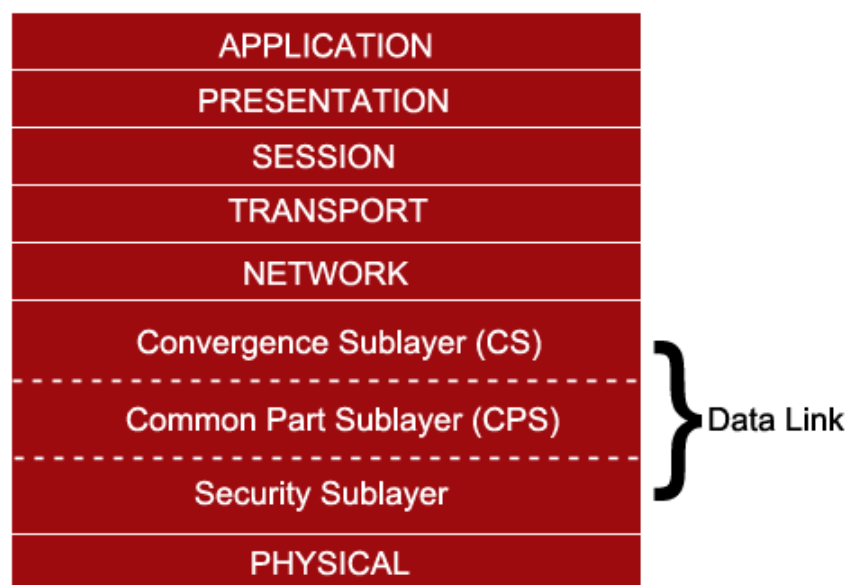 APPLICATION
PRESENTATION
SESSION
TRANSPORT
NETWORK
Convergence Sublayer (CS)
Common Part Sublayer (CPS)
Data Link
Security Sublayer
PHYSICAL